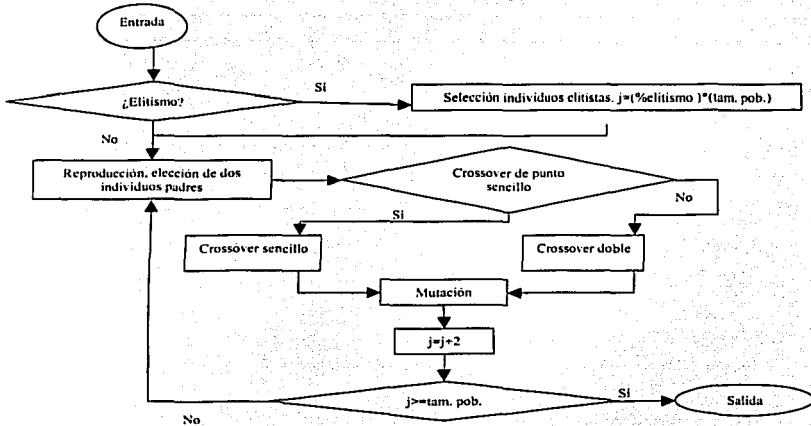 Entrada
Sí
¿Elitismo?
Selección individuos elitistas. j=(%elitismo )*(tam. pob.)
No
Reproducción, elección de dos
individuos padres
Crossover de punto
sencillo
No
Sí
Crossover sencillo
Crossover doble
Mutación
j=j+2
j>=tam. pob.
Sí
Salida
No